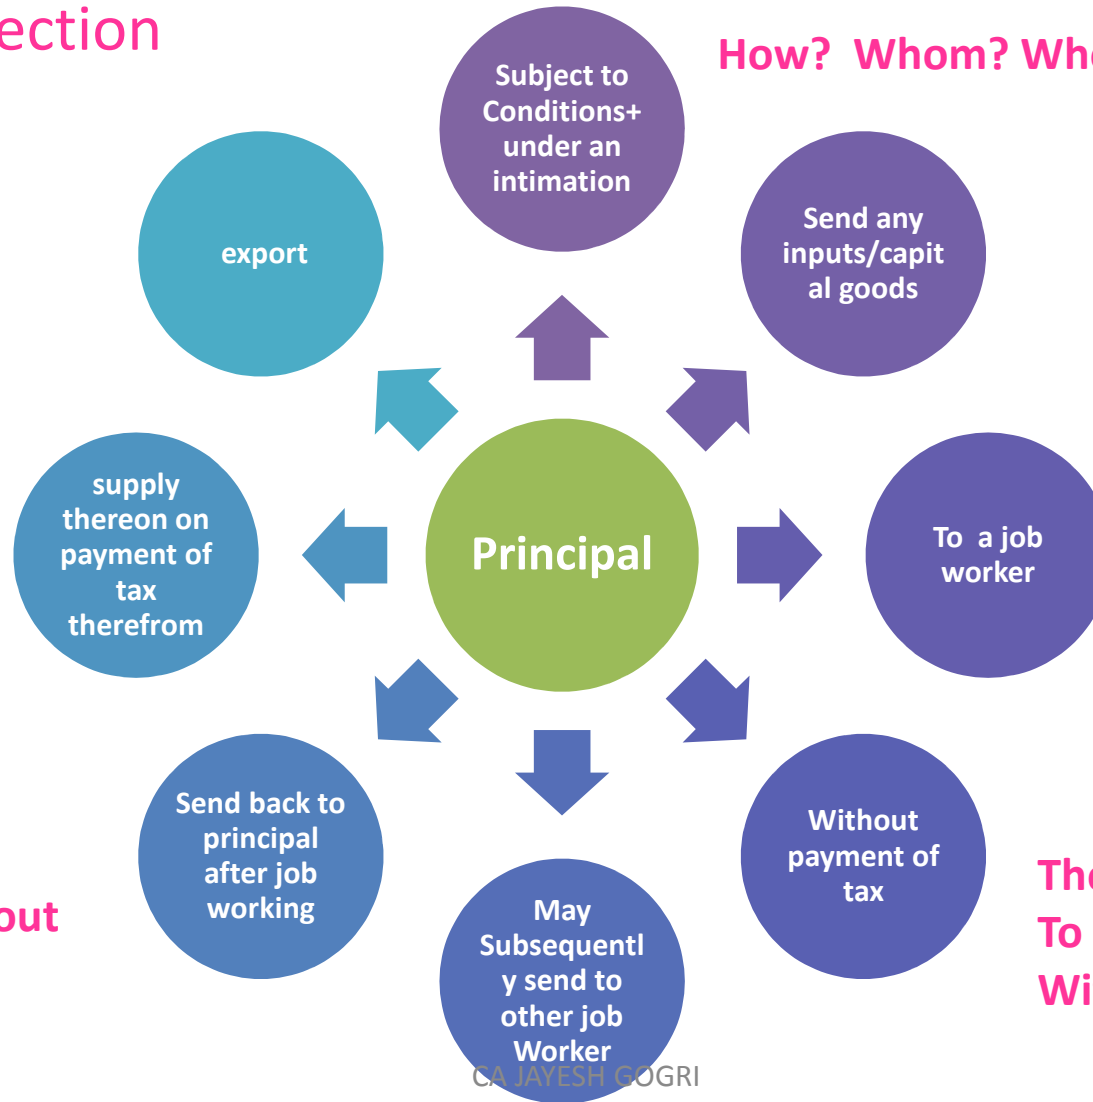 ection
How? Whom? Whe
Subject to
Conditions+
under an
intimation
Send any
inputs/capit
al goods
To a job
worker
Without
payment of
tax
May
Subsequentl
y send to
other job
Worker
Send back to
principal
after job
working
supply
thereon on
payment of
tax
therefrom
export
Principal
out
The
To
Wi
CA JAYESH GOGRI